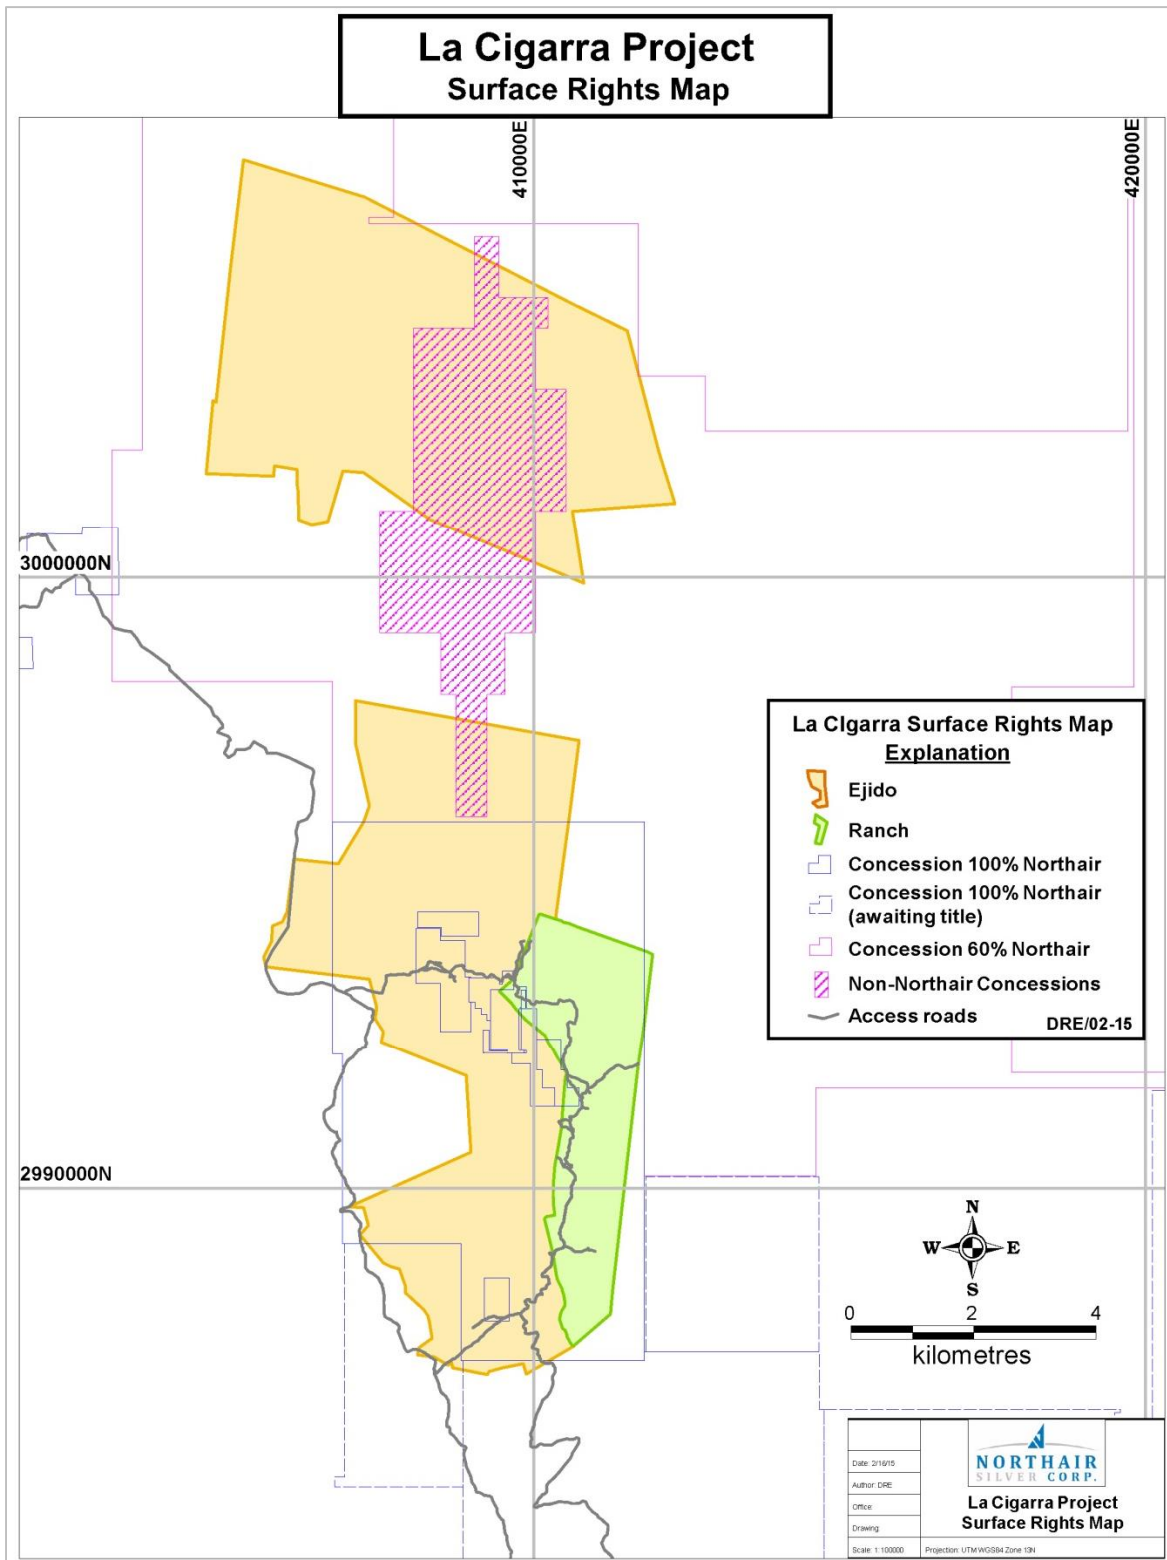 La Cigarra Project
Surface Rights Map
410000E
420000E
3000000N
La CIgarra Surface Rights Map
Explanation
Ejido
Ranch
Concession 100% Northair
Concession 100% Northair
(awaiting title)
Concession 60% Northair
Non-Northair Concessions
Access roads
DRE/02-15
2990000N
N
W
E
S
0
2
4
kilometres
Date: 2/16/15
Author: DRE
Office:
Drawing:
Scale: 1:100000
NORTHAIR
SILVER CORP.
La Cigarra Project
Surface Rights Map
Projection: UTM WGS84 Zone 13N